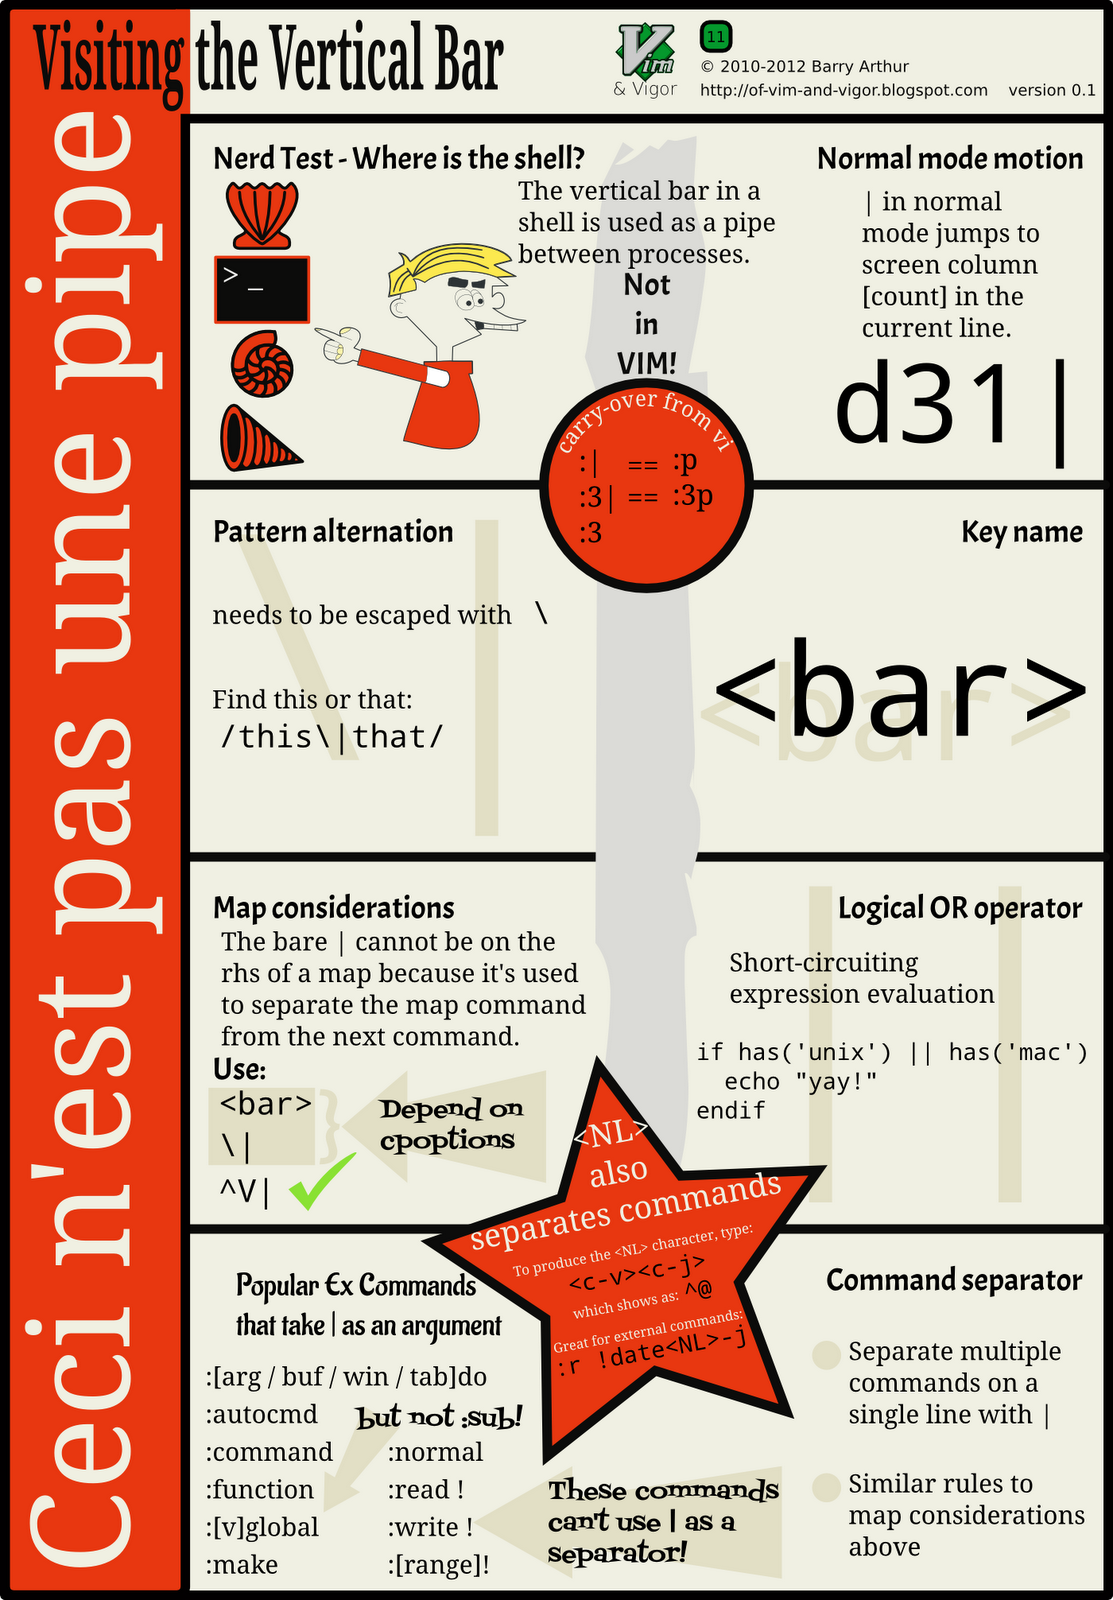 Visiting the Vertical Bar
Vim
& Vigor
11
© 2010-2012 Barry Arthur
http://of-vim-and-vigor.blogspot.com version 0.1
Ceci n'est pas une pipe
Nerd Test - Where is the shell?
> _
The vertical bar in a
shell is used as a pipe
between processes.
Not
in
VIM!
Normal mode motion
| in normal
mode jumps to
screen column
[count] in the
current line.
d31|
carry-over from vi
:| == :p
:3| == :3p
:3
Pattern alternation
\ |
needs to be escaped with \
Find this or that:
/this\|that/
Key name
<bar>
<bar>
Map considerations
The bare | cannot be on the
rhs of a map because it's used
to separate the map command
from the next command.
Use:
<bar>
\|
^V|
}
Depend on
cpoptions
Logical OR operator
||
Short-circuiting
expression evaluation
if has('unix') || has('mac')
echo "yay!"
endif
<NL>
also
separates commands
To produce the <NL> character, type:
<c-v><c-j>
which shows as: ^@
Great for external commands:
:r !date<NL>-j
Popular Ex Commands
that take | as an argument
:[arg / buf / win / tab]do
:autocmd
but not :sub!
:command :normal
:function :read !
:[v]global :write !
:make :[range]!
These commands
can't use | as a
separator!
Command separator
Separate multiple
commands on a
single line with |
Similar rules to
map considerations
above